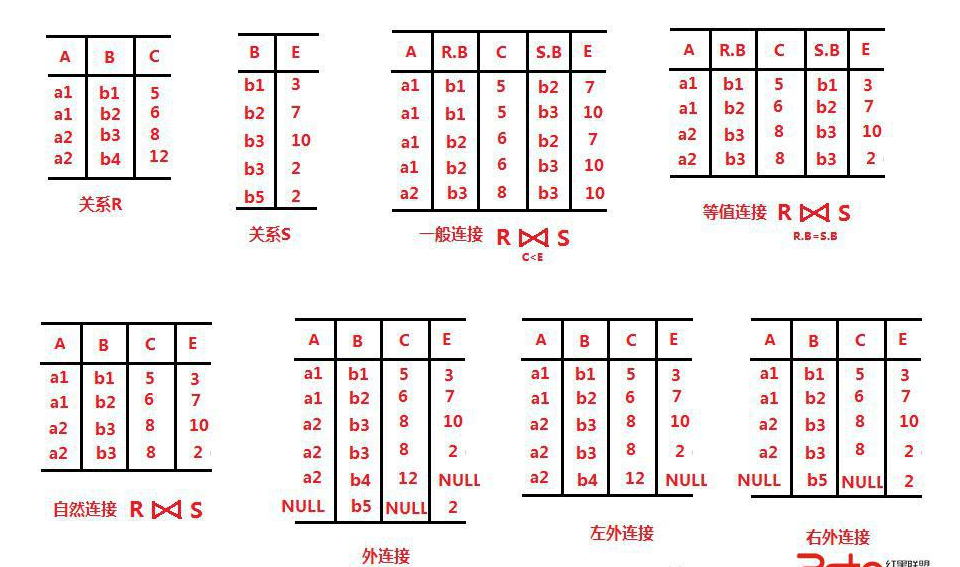 A B C
a1 b1 5
a1 b2 6
a2 b3 8
a2 b4 12
关系R
B E
b1 3
b2 7
b3 10
b3 2
b5 2
关系S
A R.B C S.B E
a1 b1 5 b2 7
a1 b1 5 b3 10
a1 b2 6 b2 7
a1 b2 6 b3 10
a2 b3 8 b3 10
一般连接 R ⋈ S
C<E
A R.B C S.B E
a1 b1 5 b1 3
a1 b2 6 b2 7
a2 b3 8 b3 10
a2 b3 8 b3 2
等值连接 R ⋈ S
R.B=S.B
A B C E
a1 b1 5 3
a1 b2 6 7
a2 b3 8 10
a2 b3 8 2
自然连接 R ⋈ S
A B C E
a1 b1 5 3
a1 b2 6 7
a2 b3 8 10
a2 b3 8 2
a2 b4 12 NULL
NULL b5 NULL 2
外连接
A B C E
a1 b1 5 3
a1 b2 6 7
a2 b3 8 10
a2 b3 8 2
a2 b4 12 NULL
左外连接
A B C E
a1 b1 5 3
a1 b2 6 7
a2 b3 8 10
a2 b3 8 2
NULL b5 NULL 2
右外连接